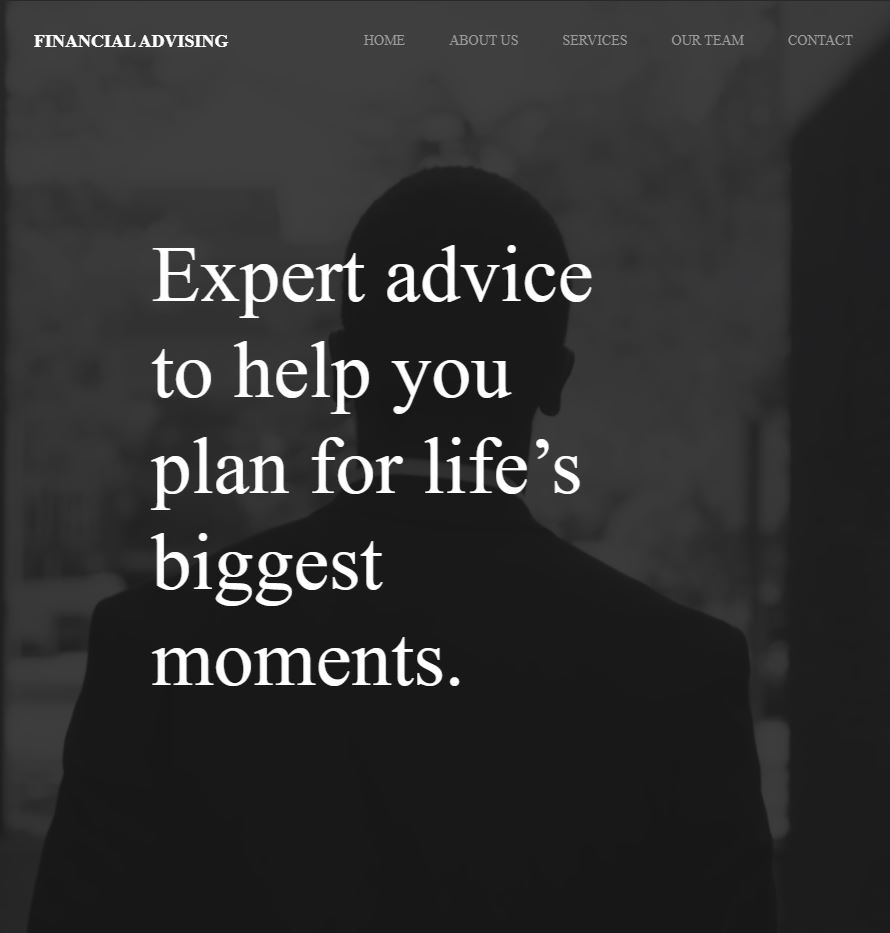 FINANCIAL ADVISING
HOME ABOUT US SERVICES OUR TEAM CONTACT
Expert advice
to help you
plan for life’s
biggest
moments.